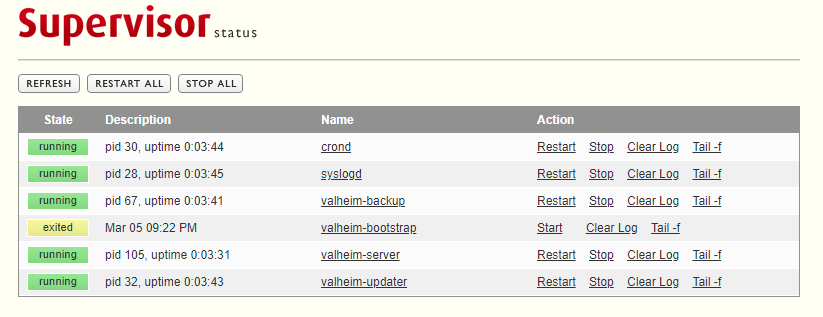 Supervisor status
REFRESH RESTART ALL STOP ALL
State Description Name Action
running pid 30, uptime 0:03:44 crond Restart Stop Clear Log Tail -f
running pid 28, uptime 0:03:45 syslogd Restart Stop Clear Log Tail -f
running pid 67, uptime 0:03:41 valheim-backup Restart Stop Clear Log Tail -f
exited Mar 05 09:22 PM valheim-bootstrap Start Clear Log Tail -f
running pid 105, uptime 0:03:31 valheim-server Restart Stop Clear Log Tail -f
running pid 32, uptime 0:03:43 valheim-updater Restart Stop Clear Log Tail -f